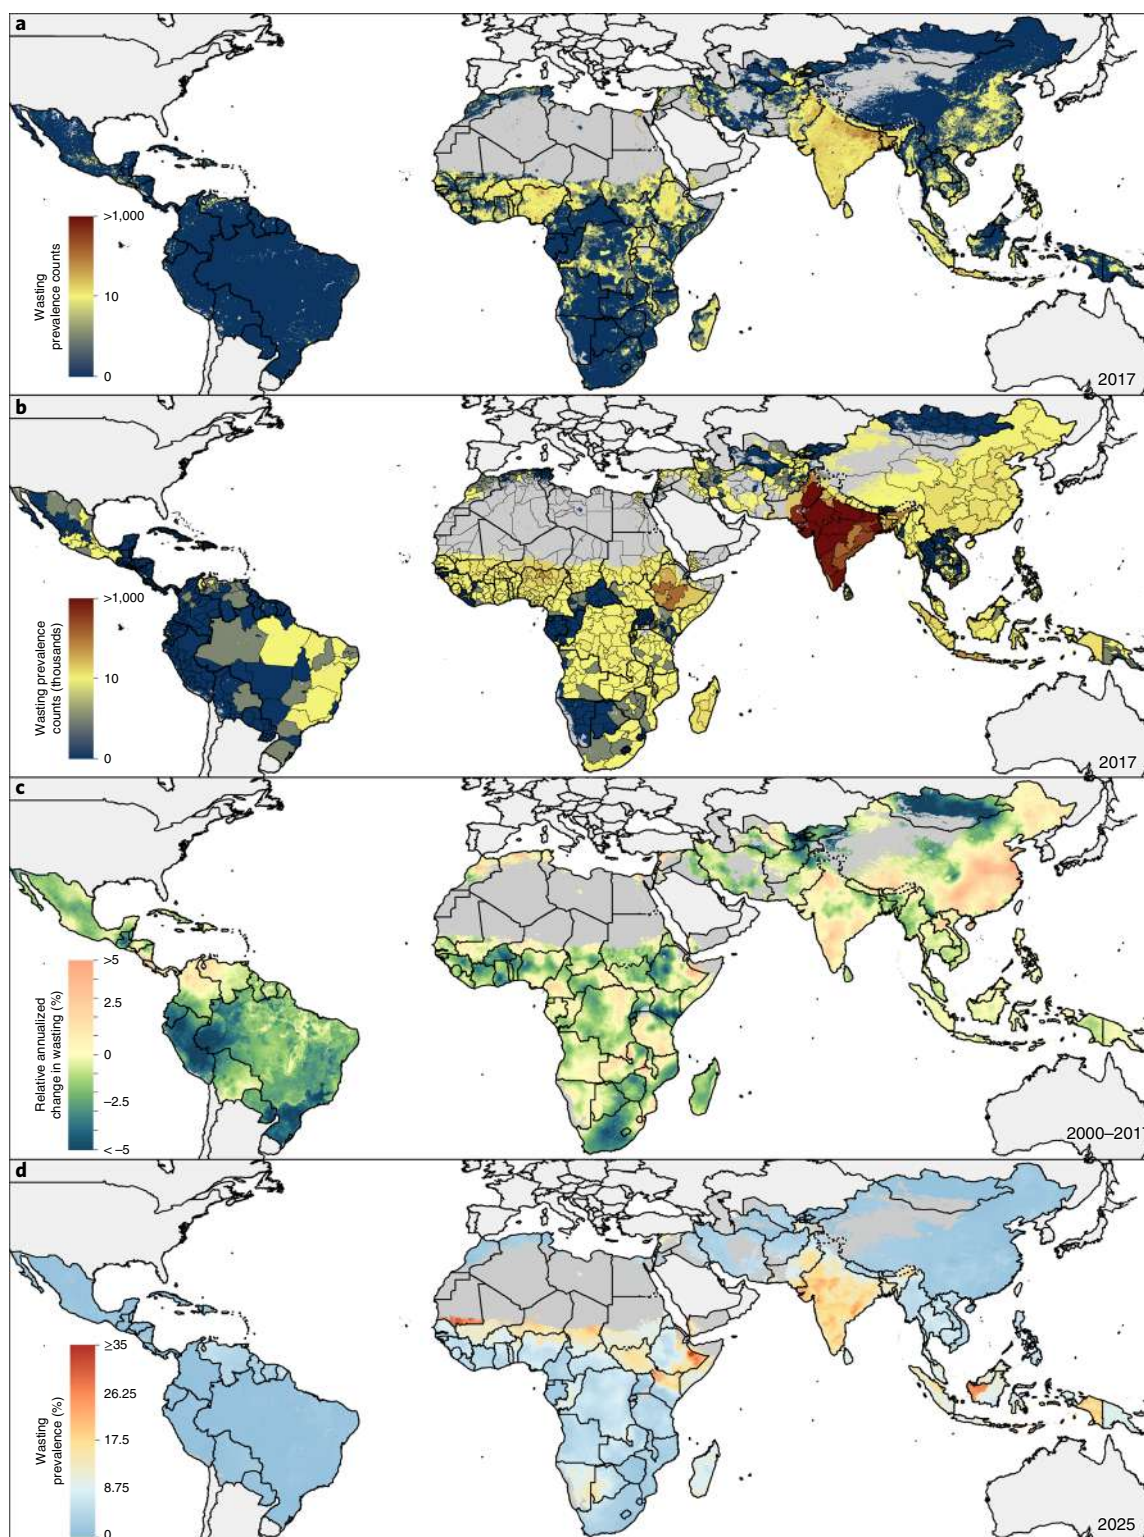 a
>1,000
10
0
Wasting
prevalence counts
2017
b
>1,000
10
0
Wasting prevalence
counts (thousands)
2017
c
>5
2.5
0
–2.5
< –5
Relative annualized
change in wasting (%)
2000–2017
d
≥35
26.25
17.5
8.75
0
Wasting
prevalence (%)
2025